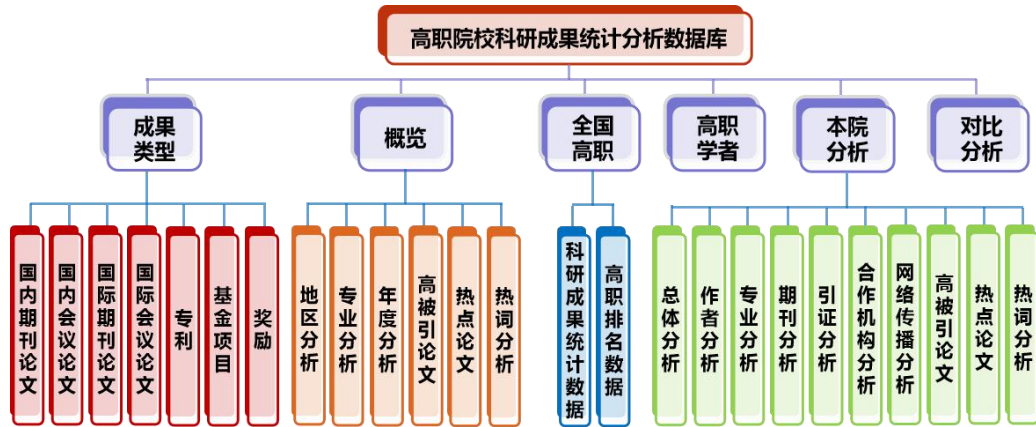 高职院校科研成果统计分析数据库
成果
类型
概览
全国
高职
高职
学者
本院
分析
对比
分析
国内期刊论文
国内会议论文
国际期刊论文
国际会议论文
专利
基金项目
奖励
地区分析
专业分析
年度分析
高被引论文
热点论文
热词分析
科研成果统计数据
高职排名数据
总体分析
作者分析
专业分析
期刊分析
引证分析
合作机构分析
网络传播分析
高被引论文
热点论文
热词分析